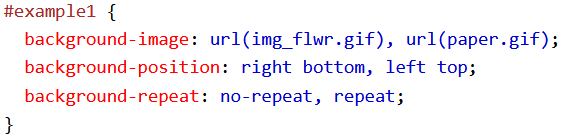 #example1 {
  background-image: url(img_flwr.gif), url(paper.gif);
  background-position: right bottom, left top;
  background-repeat: no-repeat, repeat;
}